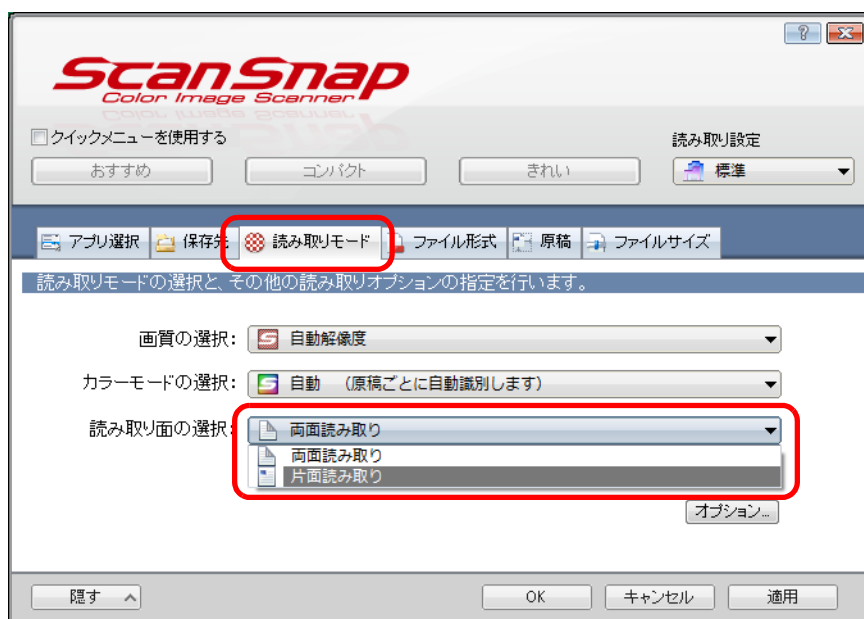 ScanSnap
Color Image Scanner
クイックメニューを使用する
読み取り設定
おすすめ
コンパクト
きれい
標準
アプリ選択
保存先
読み取りモード
ファイル形式
原稿
ファイルサイズ
読み取りモードの選択と、その他の読み取りオプションの指定を行います。
画質の選択: 自動解像度
カラーモードの選択: 自動 (原稿ごとに自動識別します)
読み取り面の選択: 両面読み取り
両面読み取り
片面読み取り
オプション...
隠す
OK
キャンセル
適用